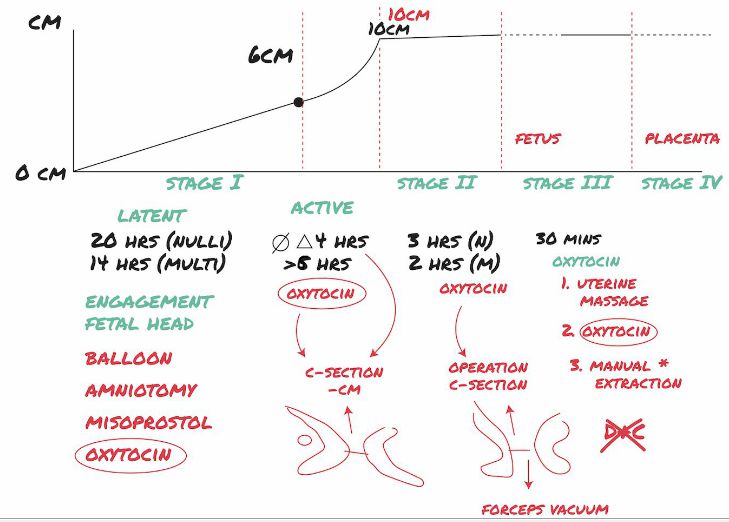 CM
10CM
10CM
6CM
FETUS
PLACENTA
0 CM
STAGE I
STAGE II
STAGE III
STAGE IV
LATENT
20 HRS (NULLI)
14 HRS (MULTI)
ENGAGEMENT
FETAL HEAD
BALLOON
AMNIOTOMY
MISOPROSTOL
OXYTOCIN
ACTIVE
∅ △4 HRS
>6 HRS
OXYTOCIN
C-SECTION
-CM
3 HRS (N)
2 HRS (M)
OXYTOCIN
OPERATION
C-SECTION
FORCEPS VACUUM
30 MINS
OXYTOCIN
1. UTERINE
MASSAGE
2. OXYTOCIN
3. MANUAL *
EXTRACTION